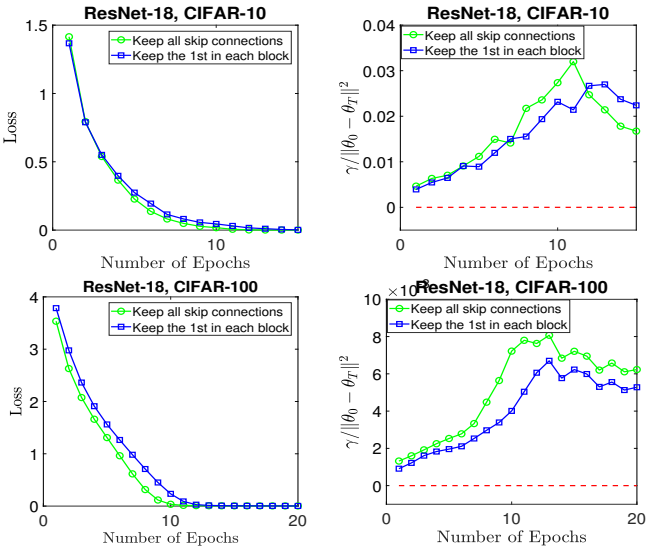 ResNet-18, CIFAR-10
1.5
1
0.5
0
0
10
Loss
Number of Epochs
Keep all skip connections
Keep the 1st in each block
ResNet-18, CIFAR-10
0.04
0.03
0.02
0.01
0
0
10
γ/‖θ₀ − θ_T‖²
Number of Epochs
Keep all skip connections
Keep the 1st in each block
ResNet-18, CIFAR-100
4
3
2
1
0
0
10
20
Loss
Number of Epochs
Keep all skip connections
Keep the 1st in each block
ResNet-18, CIFAR-100
8
6
4
2
0
0
10
20
γ/‖θ₀ − θ_T‖²
Number of Epochs
Keep all skip connections
Keep the 1st in each block